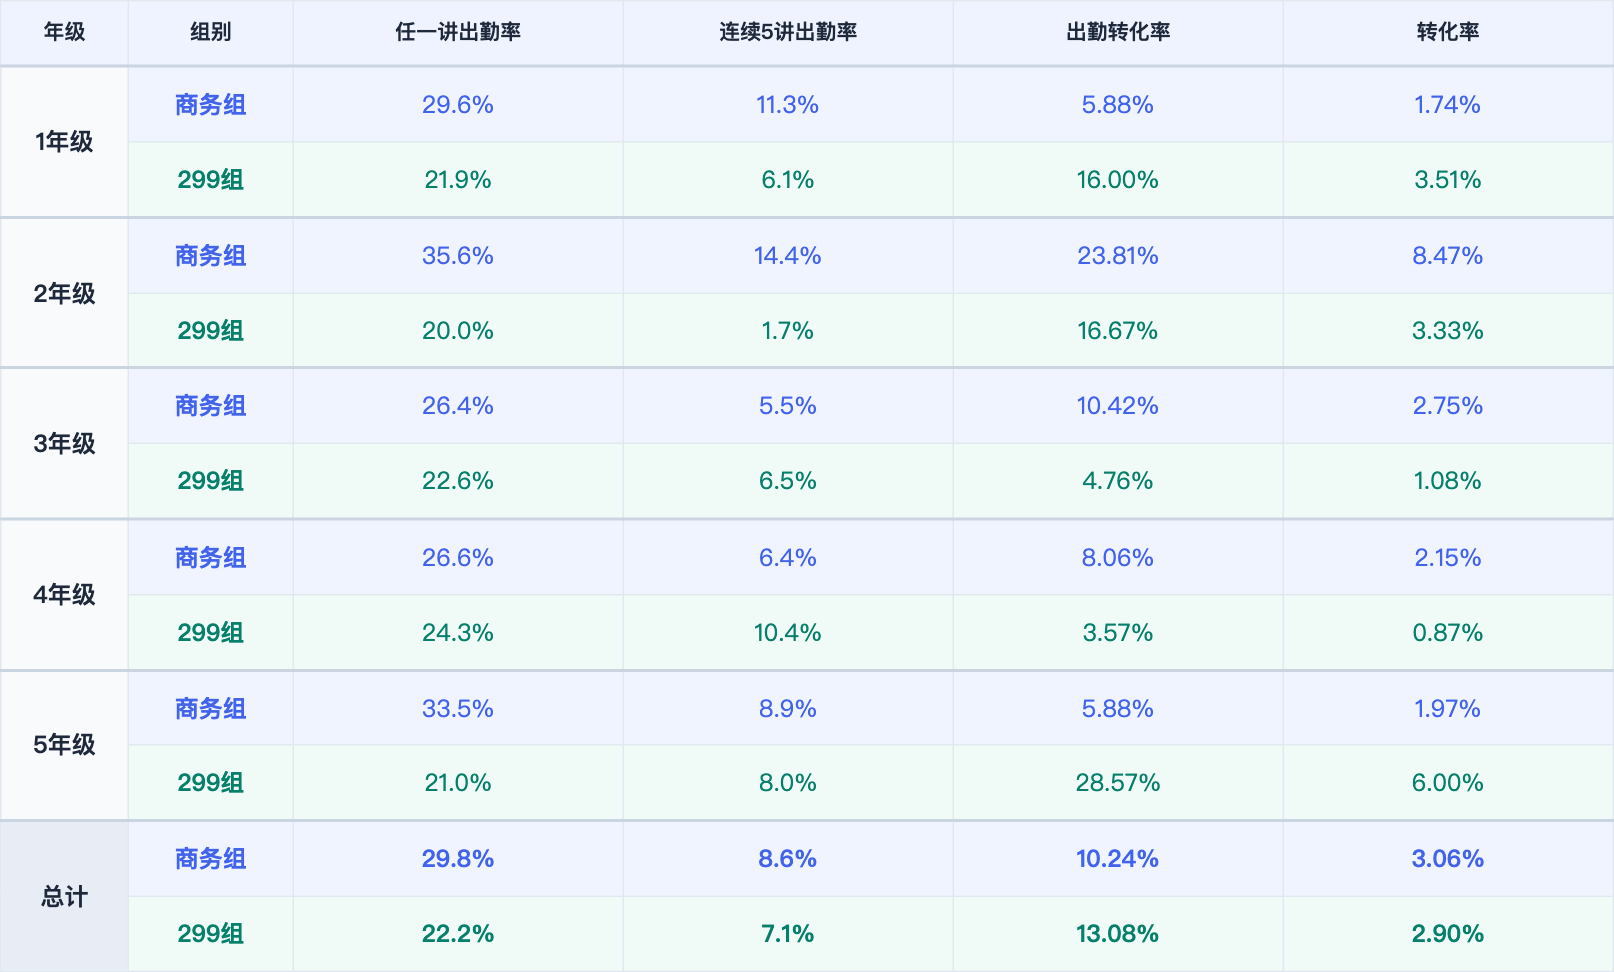 年级 组别 任一讲出勤率 连续5讲出勤率 出勤转化率 转化率
1年级 商务组 29.6% 11.3% 5.88% 1.74%
299组 21.9% 6.1% 16.00% 3.51%
2年级 商务组 35.6% 14.4% 23.81% 8.47%
299组 20.0% 1.7% 16.67% 3.33%
3年级 商务组 26.4% 5.5% 10.42% 2.75%
299组 22.6% 6.5% 4.76% 1.08%
4年级 商务组 26.6% 6.4% 8.06% 2.15%
299组 24.3% 10.4% 3.57% 0.87%
5年级 商务组 33.5% 8.9% 5.88% 1.97%
299组 21.0% 8.0% 28.57% 6.00%
总计 商务组 29.8% 8.6% 10.24% 3.06%
299组 22.2% 7.1% 13.08% 2.90%